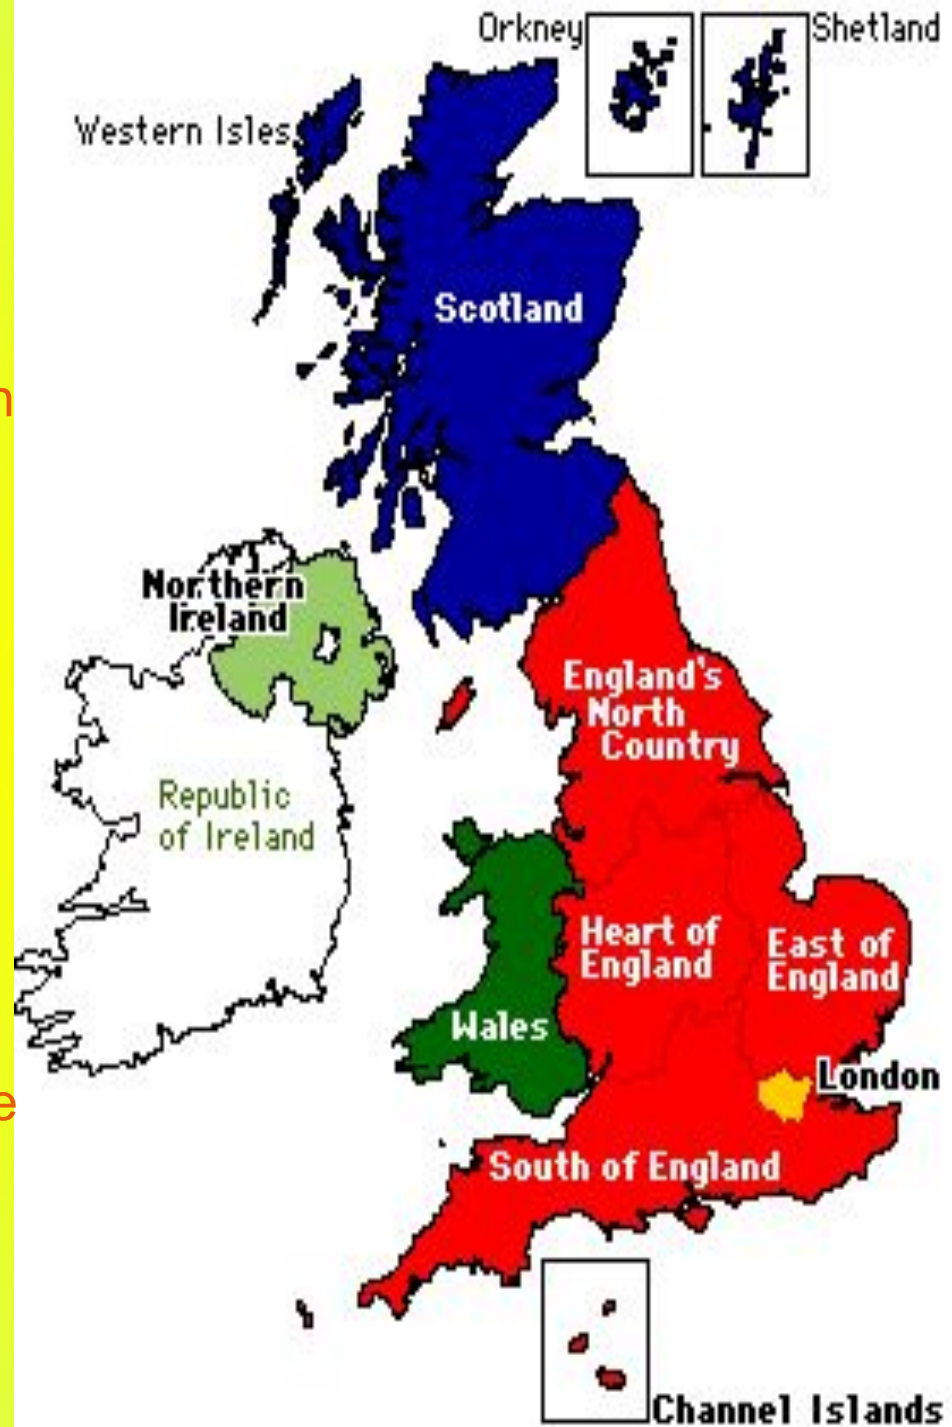 Orkney
Shetland
Western Isles
Scotland
n
Northern
Ireland
England's
North
Country
Republic
of Ireland
Heart of
England
East of
England
Wales
London
e
South of England
Channel Islands